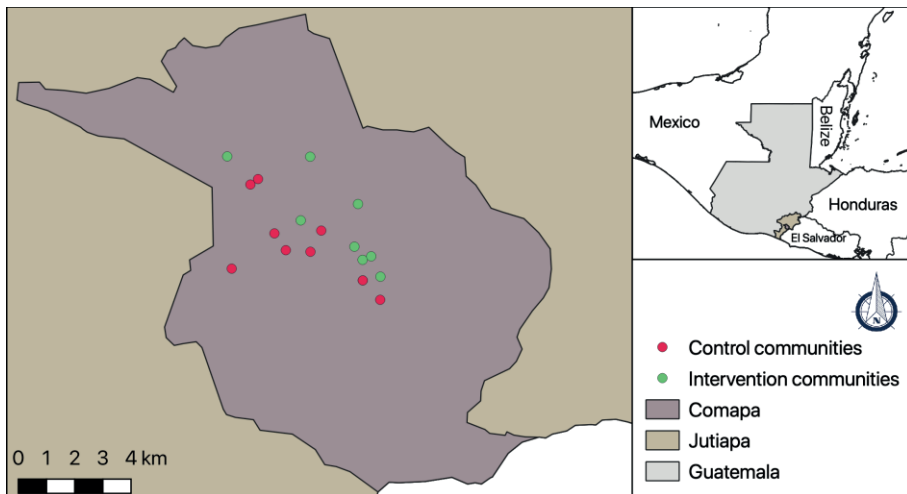 0 1 2 3 4 km
Mexico
Belize
Honduras
El Salvador
N
Control communities
Intervention communities
Comapa
Jutiapa
Guatemala